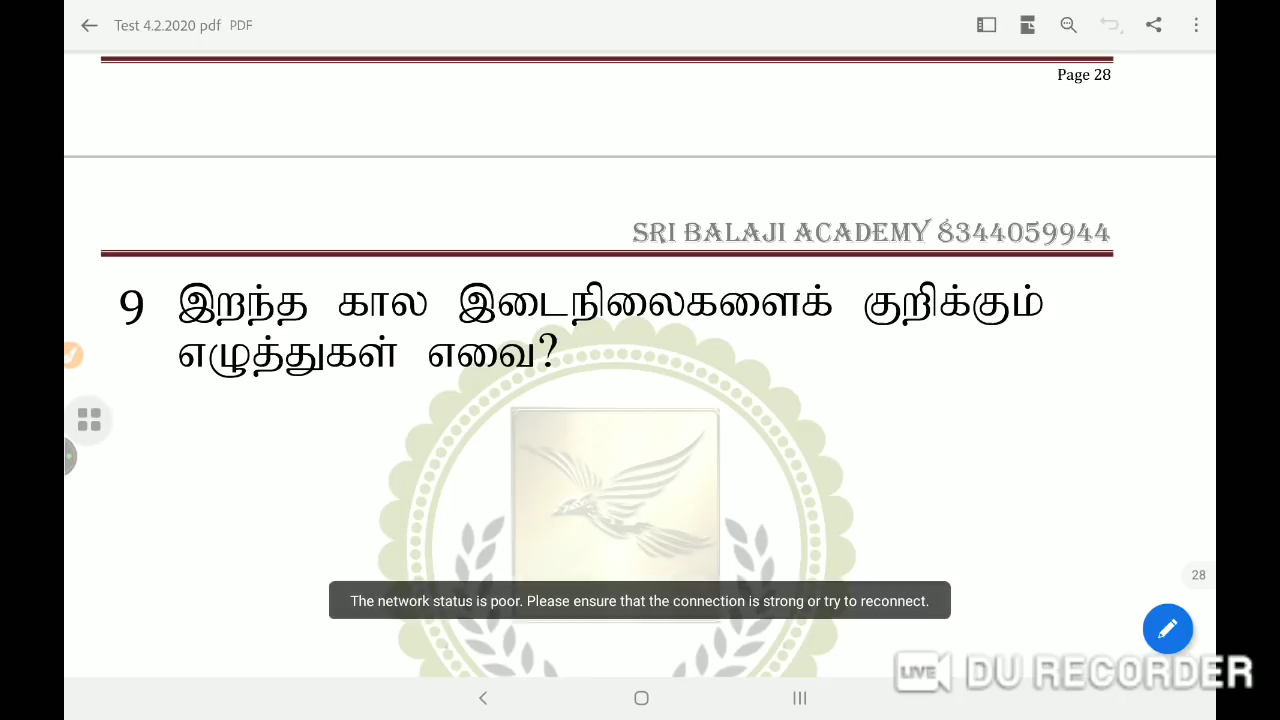 Test 4.2.2020 pdf PDF
Page 28
SRI BALAJI ACADEMY 8344059944
9 இறந்த கால இடைநிலைகளைக் குறிக்கும்
எழுத்துகள் எவை?
28
The network status is poor. Please ensure that the connection is strong or try to reconnect.
LIVE DU RECORDER